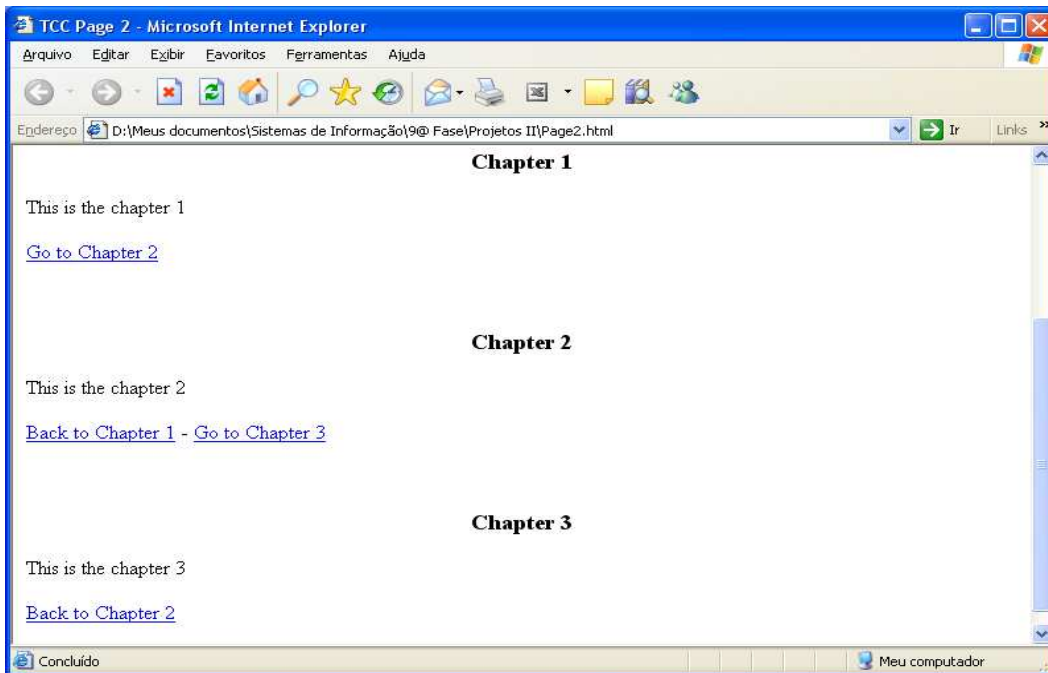 TCC Page 2 - Microsoft Internet Explorer
Arquivo Editar Exibir Favoritos Ferramentas Ajuda
Endereço D:\Meus documentos\Sistemas de Informação\9@ Fase\Projetos II\Page2.html Ir Links »
Chapter 1
This is the chapter 1
Go to Chapter 2
Chapter 2
This is the chapter 2
Back to Chapter 1 - Go to Chapter 3
Chapter 3
This is the chapter 3
Back to Chapter 2
Concluído Meu computador